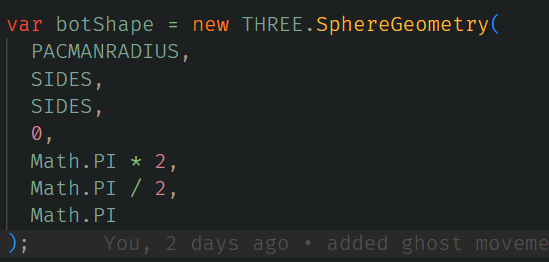 var botShape = new THREE.SphereGeometry(
PACMANRADIUS,
SIDES,
SIDES,
0,
Math.PI * 2,
Math.PI / 2,
Math.PI
); You, 2 days ago • added ghost moveme